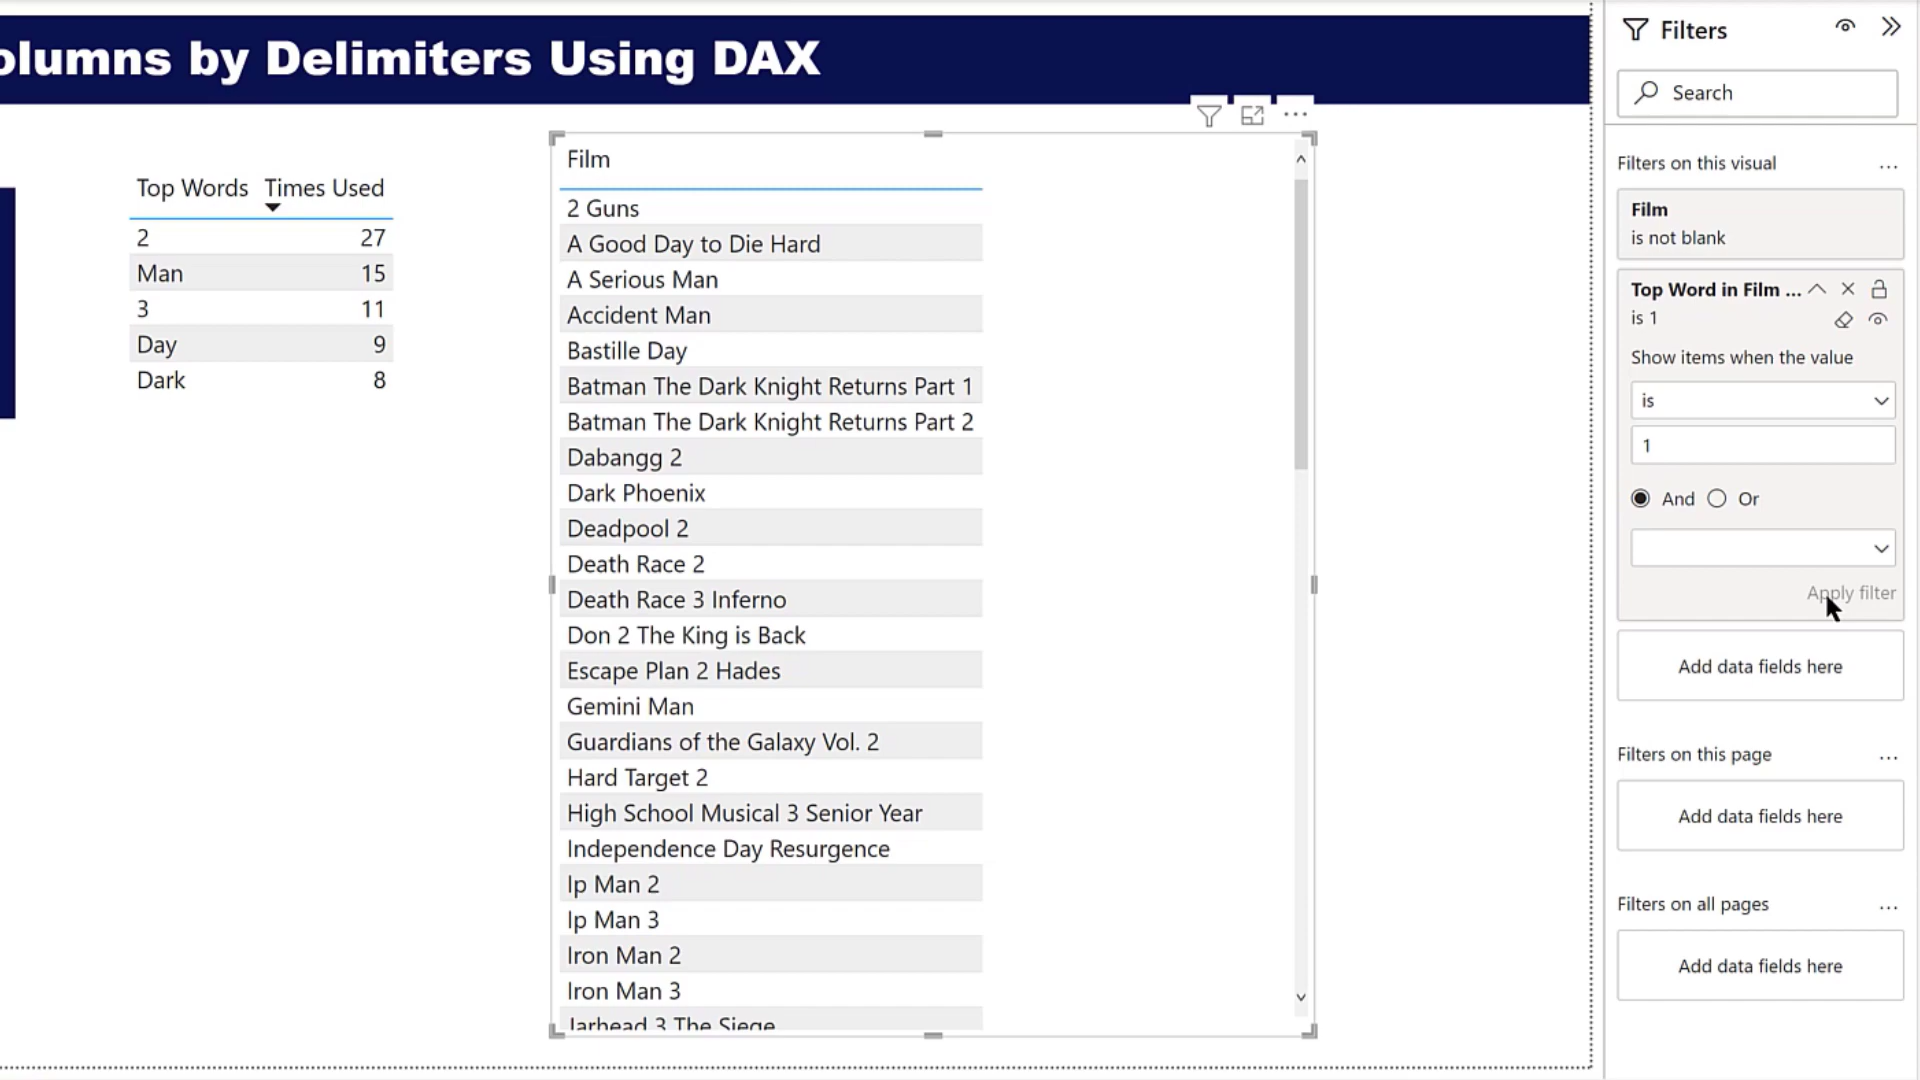 olumns by Delimiters Using DAX
Top Words Times Used
2 27
Man 15
3 11
Day 9
Dark 8
Film
2 Guns
A Good Day to Die Hard
A Serious Man
Accident Man
Bastille Day
Batman The Dark Knight Returns Part 1
Batman The Dark Knight Returns Part 2
Dabangg 2
Dark Phoenix
Deadpool 2
Death Race 2
Death Race 3 Inferno
Don 2 The King is Back
Escape Plan 2 Hades
Gemini Man
Guardians of the Galaxy Vol. 2
Hard Target 2
High School Musical 3 Senior Year
Independence Day Resurgence
Ip Man 2
Ip Man 3
Iron Man 2
Iron Man 3
Jarhead 3 The Siege
Filters
Search
Filters on this visual
Film
is not blank
Top Word in Film ...
is 1
Show items when the value
is
1
And Or
Apply filter
Add data fields here
Filters on this page
Add data fields here
Filters on all pages
Add data fields here